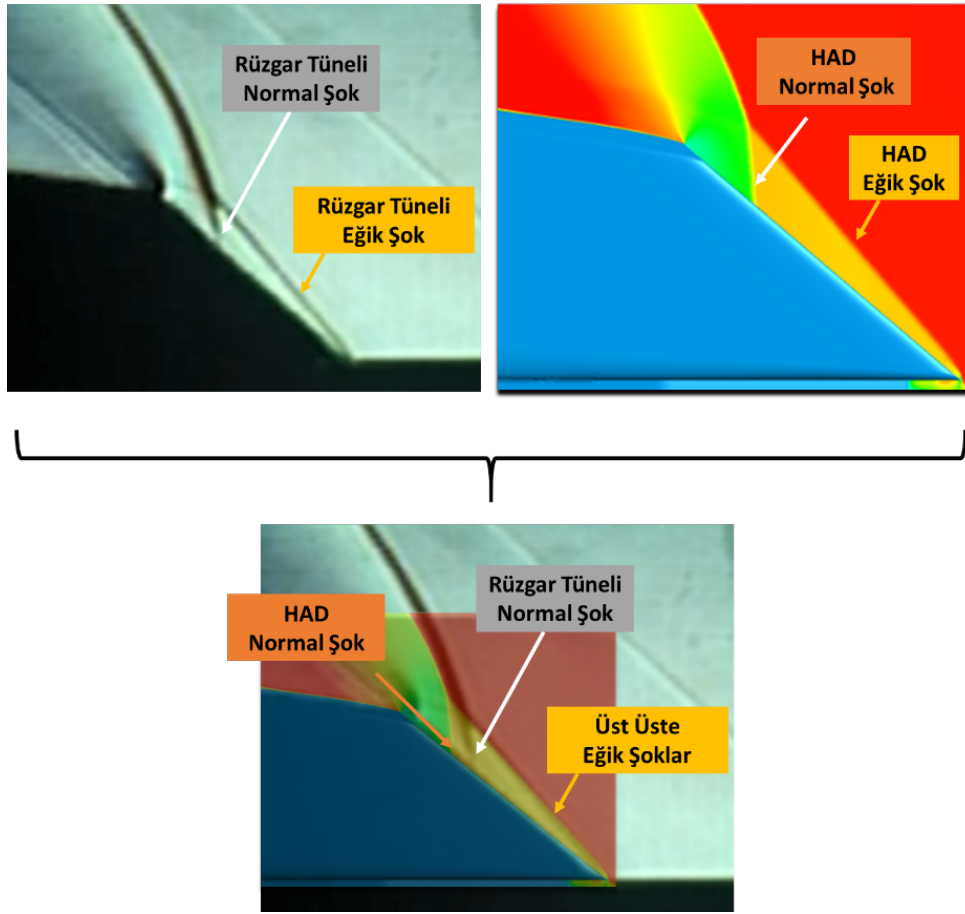 Rüzgar Tüneli
Normal Şok
Rüzgar Tüneli
Eğik Şok
HAD
Normal Şok
HAD
Eğik Şok
HAD
Normal Şok
Rüzgar Tüneli
Normal Şok
Üst Üste
Eğik Şoklar